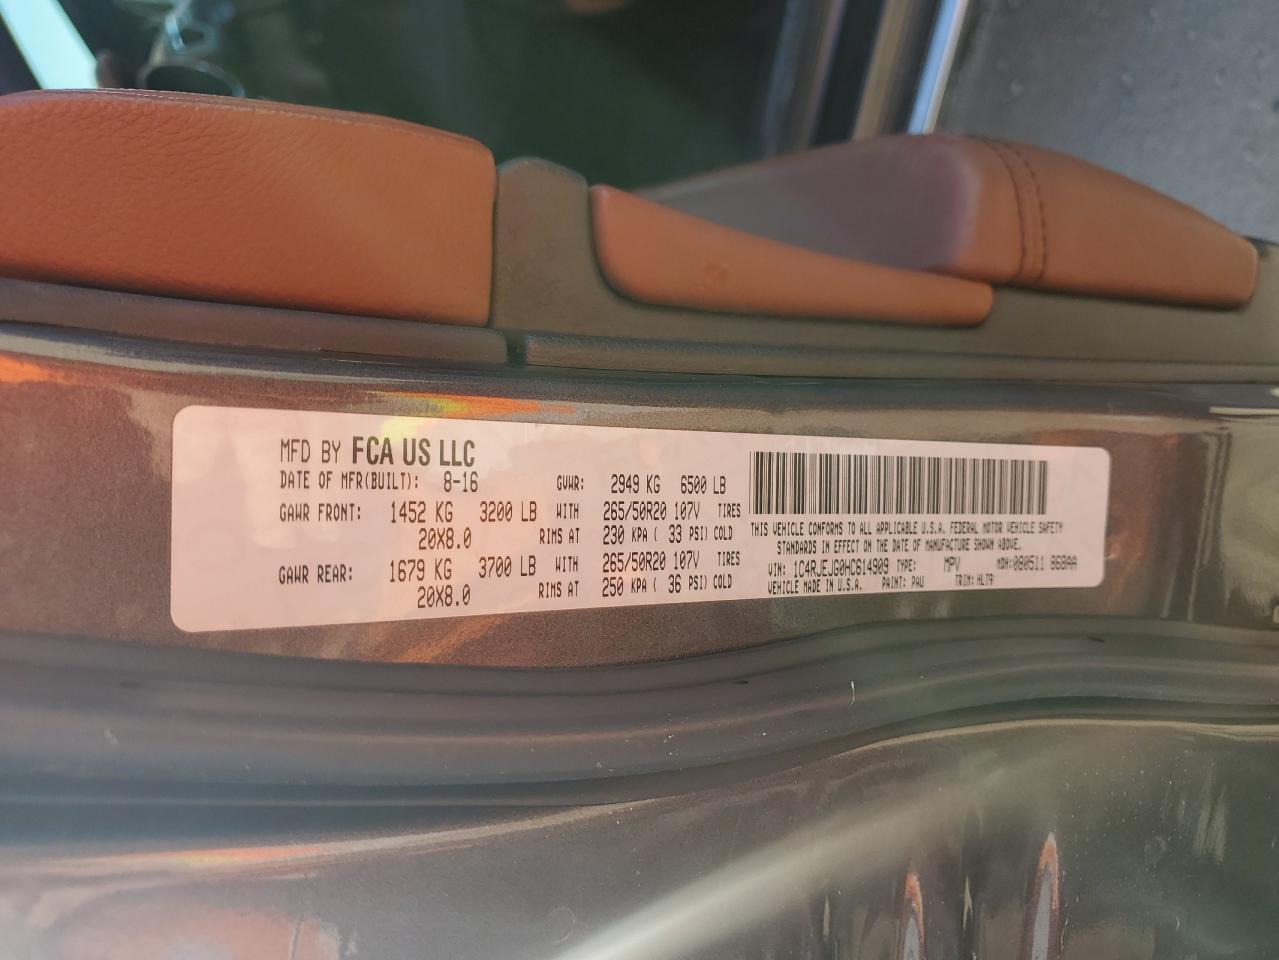 MFD BY FCA US LLC
DATE OF MFR(BUILT): 8-16 GVWR: 2949 KG 6500 LB
GAWR FRONT: 1452 KG 3200 LB WITH 265/50R20 107V TIRES
20X8.0 RIMS AT 230 KPA ( 33 PSI) COLD
GAWR REAR: 1679 KG 3700 LB WITH 265/50R20 107V TIRES
20X8.0 RIMS AT 250 KPA ( 36 PSI) COLD
THIS VEHICLE CONFORMS TO ALL APPLICABLE U.S.A. FEDERAL MOTOR VEHICLE SAFETY
STANDARDS IN EFFECT ON THE DATE OF MANUFACTURE SHOWN ABOVE.
VIN: 1C4RJEJG0HC614909 TYPE: MPV MDH: 080511 868AA
VEHICLE MADE IN U.S.A. PAINT: PAU TRIM: HLT9